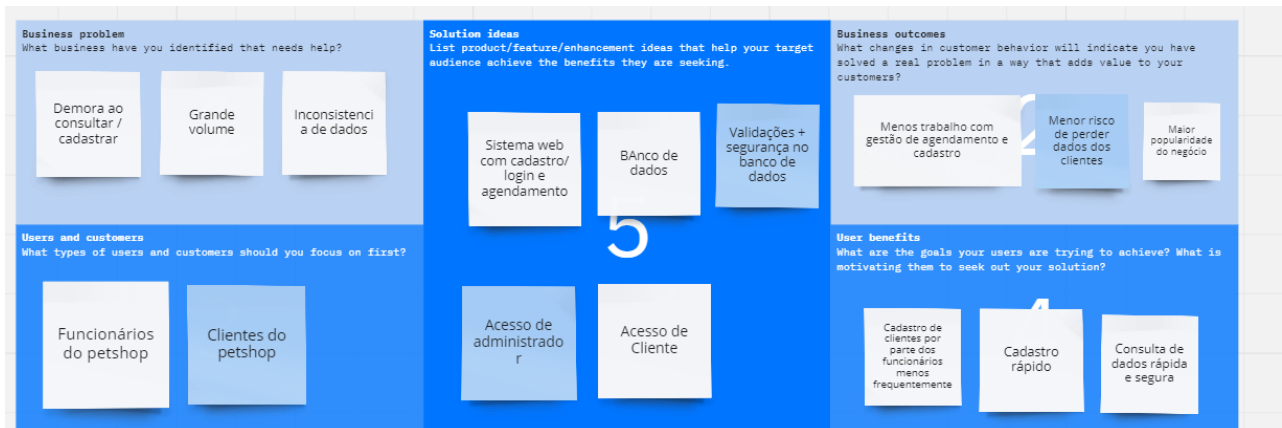 Business problem
What business have you identified that needs help?
Demora ao
consultar /
cadastrar
Grande
volume
Inconsistenci
a de dados
Solution ideas
List product/feature/enhancement ideas that help your target
audience achieve the benefits they are seeking.
Sistema web
com cadastro/
login e
agendamento
BAnco de
dados
Validações +
segurança no
banco de
dados
5
Acesso de
administrado
r
Acesso de
Cliente
Business outcomes
What changes in customer behavior will indicate you have
solved a real problem in a way that adds value to your
customers?
Menos trabalho com
gestão de agendamento e
cadastro
2
Menor risco
de perder
dados dos
clientes
Maior
popularidade
do negócio
Users and customers
What types of users and customers should you focus on first?
Funcionários
do petshop
Clientes do
petshop
User benefits
What are the goals your users are trying to achieve? What is
motivating them to seek out your solution?
4
Cadastro de
clientes por
parte dos
funcionários
menos
frequentemente
Cadastro
rápido
Consulta de
dados rápida
e segura